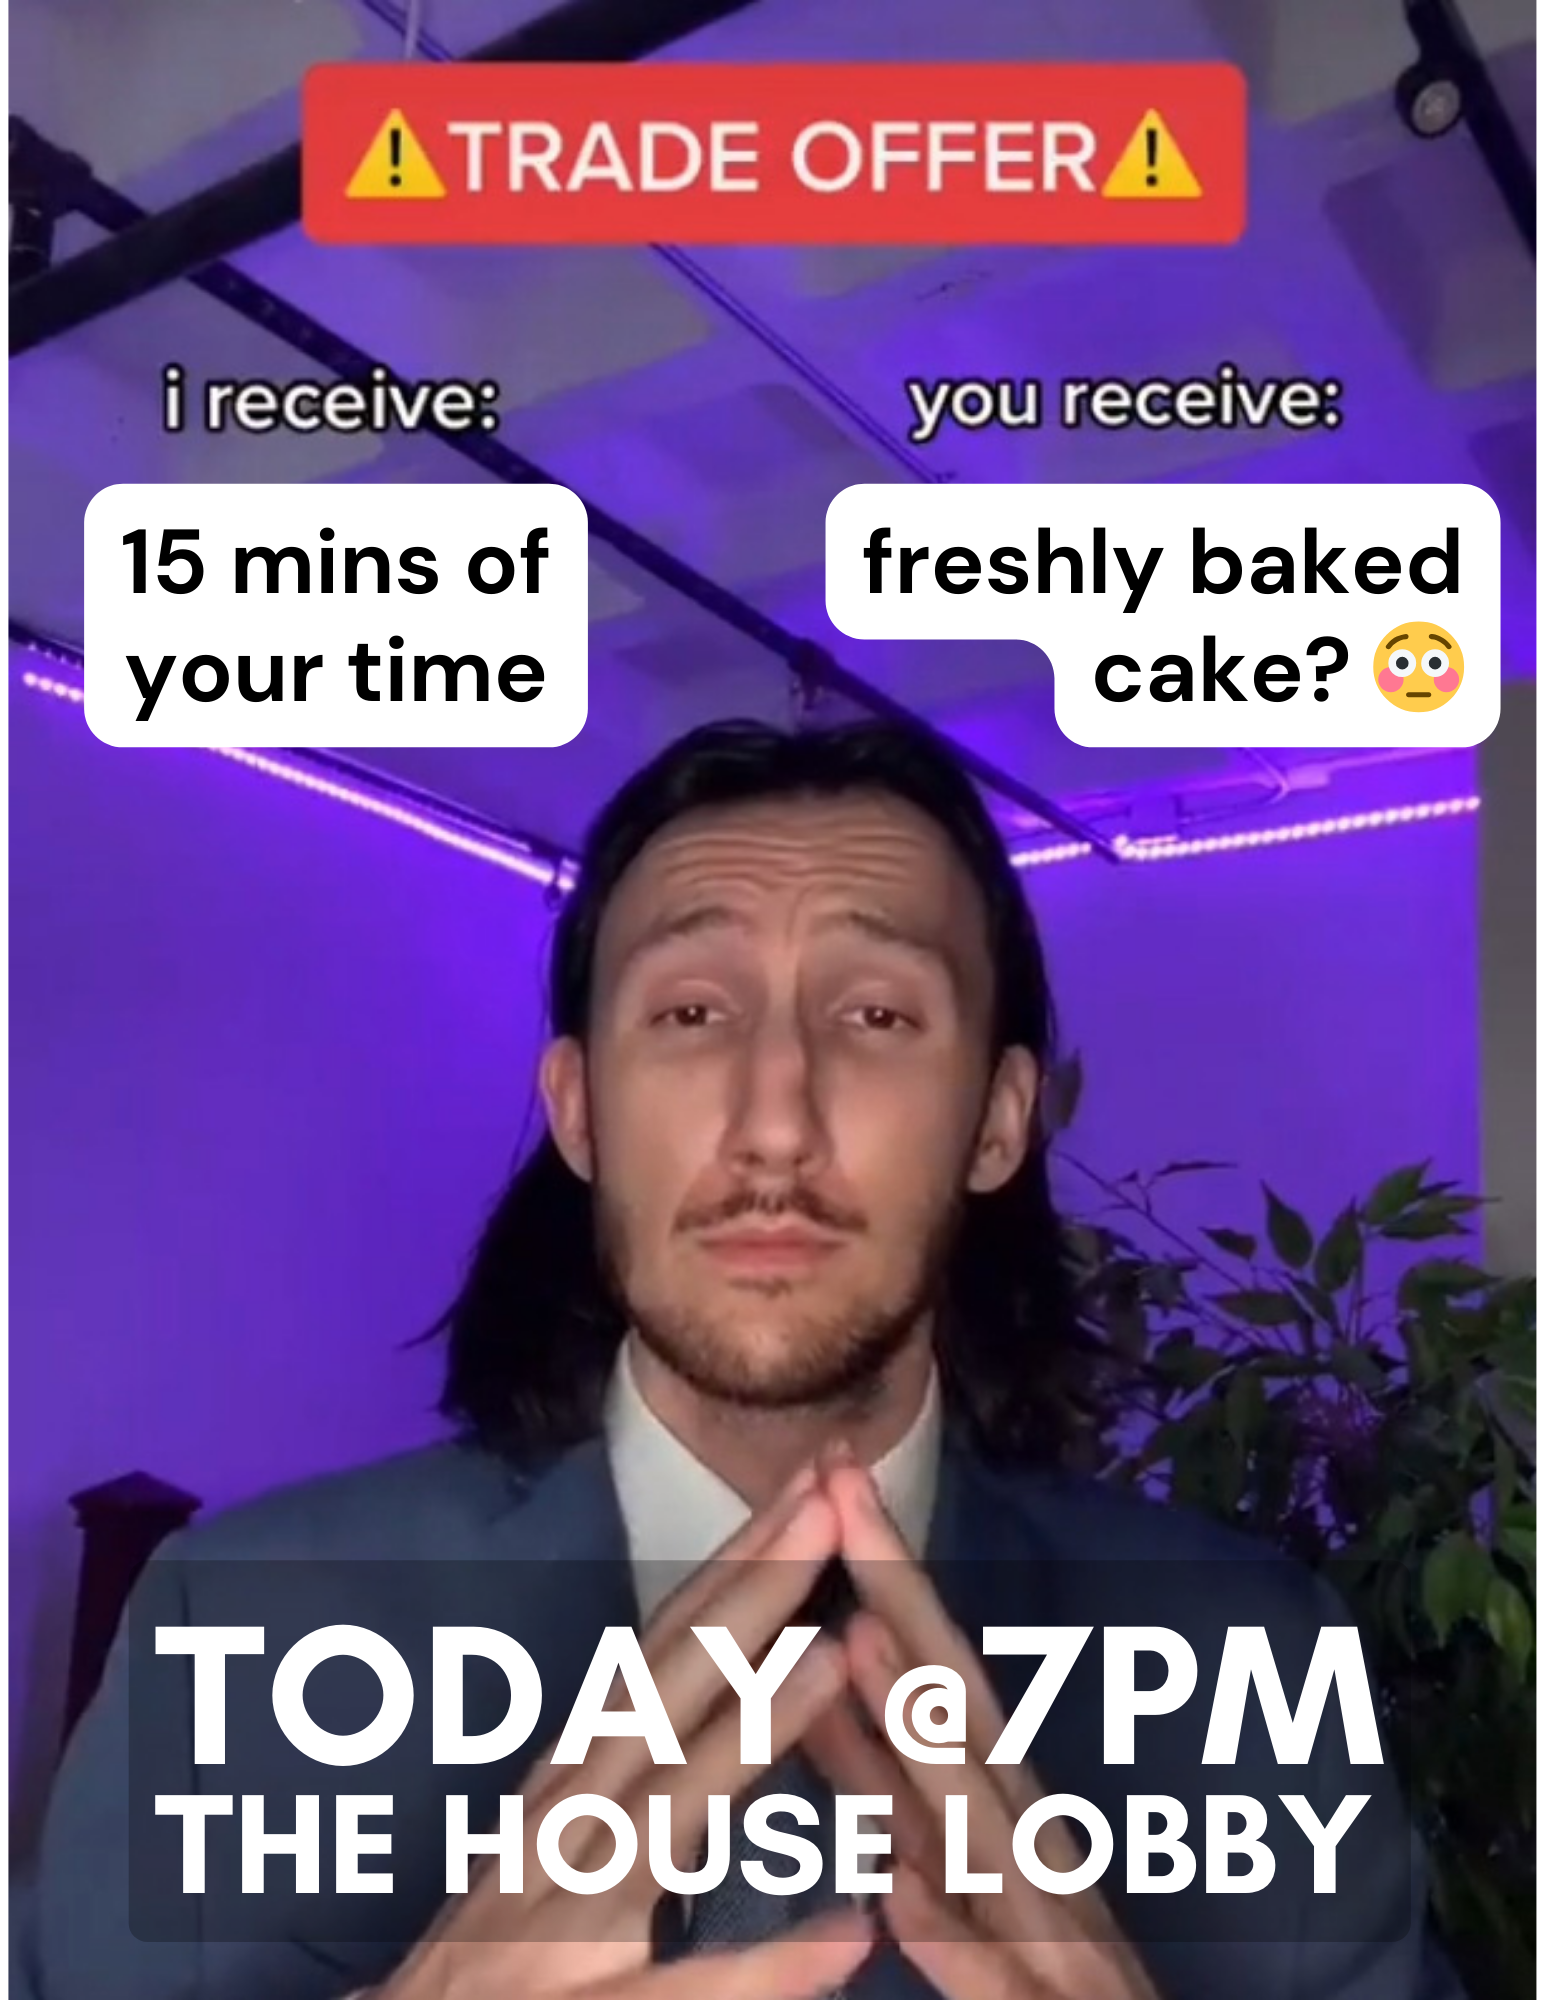 ⚠️TRADE OFFER⚠️
i receive:
you receive:
15 mins of
your time
freshly baked
cake? 😳
TODAY @7PM
THE HOUSE LOBBY